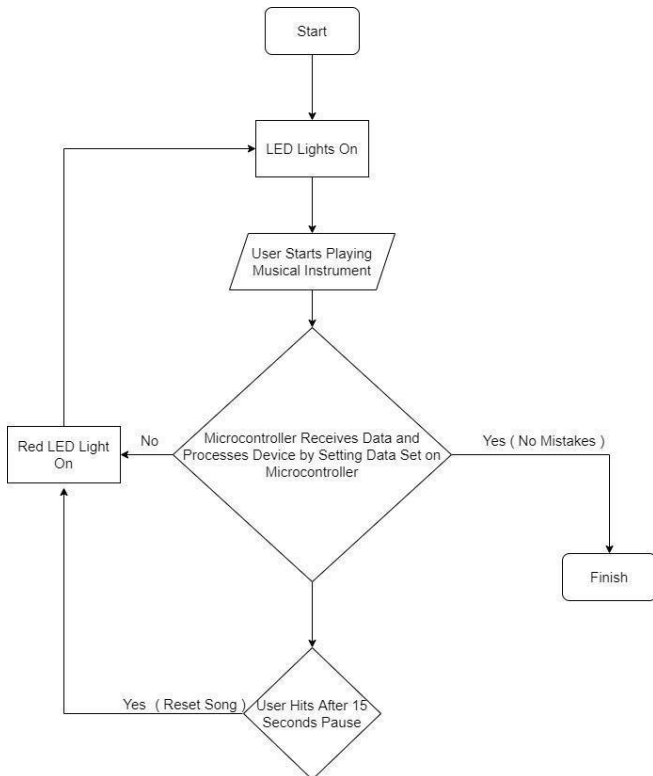 Start
LED Lights On
User Starts Playing
Musical Instrument
Red LED Light
On
No
Microcontroller Receives Data and
Processes Device by Setting Data Set on
Microcontroller
Yes ( No Mistakes )
Finish
Yes ( Reset Song )
User Hits After 15
Seconds Pause